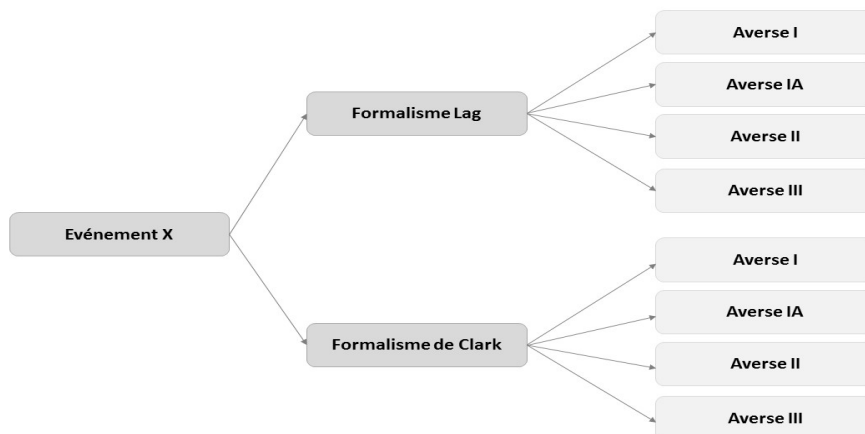 Averse I
Averse IA
Formalisme Lag
Averse II
Averse III
Evénement X
Averse I
Averse IA
Formalisme de Clark
Averse II
Averse III